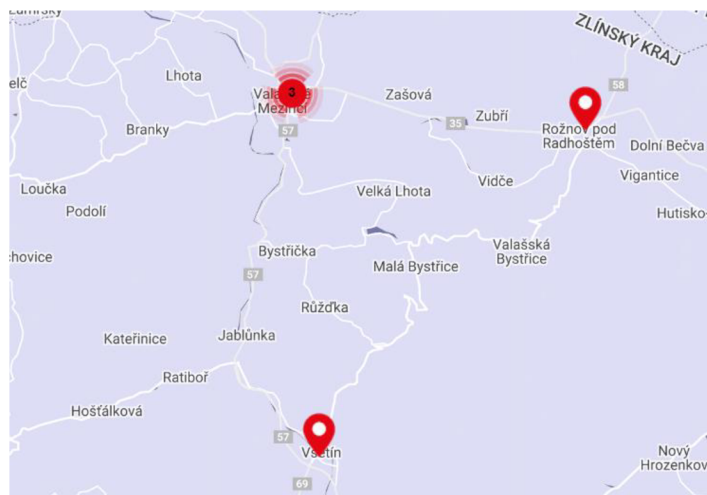 ZLÍNSKÝ KRAJ
Lhota
58
3
Zašová
Zubří
35
Branky
57
Rožnov pod
Radhoštěm
Dolní Bečva
Vidče
Vigantice
Loučka
Velká Lhota
Podolí
Hutisko-
Bystřička
Valašská
Bystřice
chovice
57
Malá Bystřice
Růžďka
Kateřinice
Jablůnka
Ratiboř
Hošťálková
57
Vsetín
Nový
Hrozenkov
69